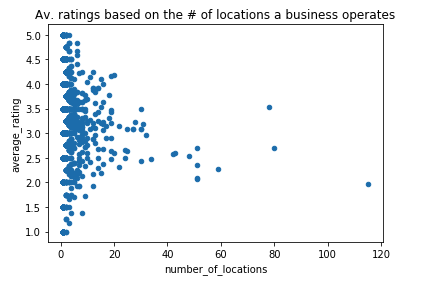 Av. ratings based on the # of locations a business operates
5.0
4.5
4.0
3.5
3.0
2.5
2.0
1.5
1.0
average_rating
0 20 40 60 80 100 120
number_of_locations